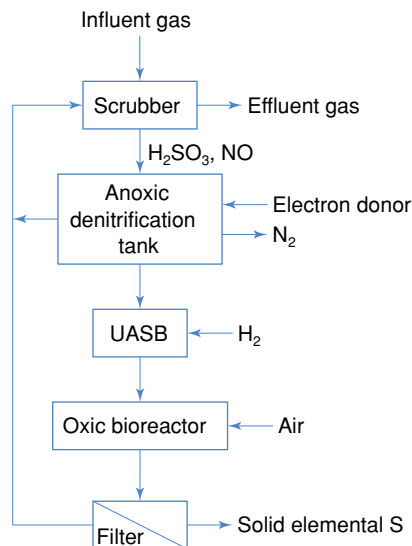 Influent gas
Scrubber
Effluent gas
H₂SO₃, NO
Anoxic
denitrification
tank
Electron donor
N₂
UASB
H₂
Oxic bioreactor
Air
Filter
Solid elemental S